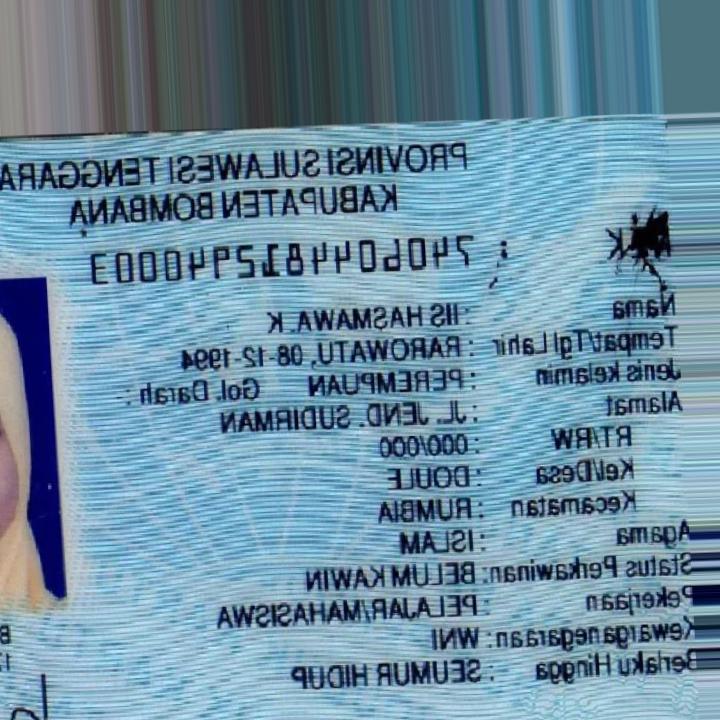 PROVINSI SULAWESI TENGGARA
KABUPATEN BOMBANA
: 7406044812940003
Nama : IIS HASMAWA. K
Tempat/Tgl Lahir : RAROWATU, 08-12-1994
Jenis kelamin : PEREMPUAN Gol. Darah : -
Alamat : JL. JEND. SUDIRMAN
RT/RW : 000/000
Kel/Desa : DOULE
Kecamatan : RUMBIA
Agama : ISLAM
Status Perkawinan: BELUM KAWIN
Pekerjaan : PELAJAR/MAHASISWA
Kewarganegaraan: WNI
Berlaku Hingga : SEUMUR HIDUP